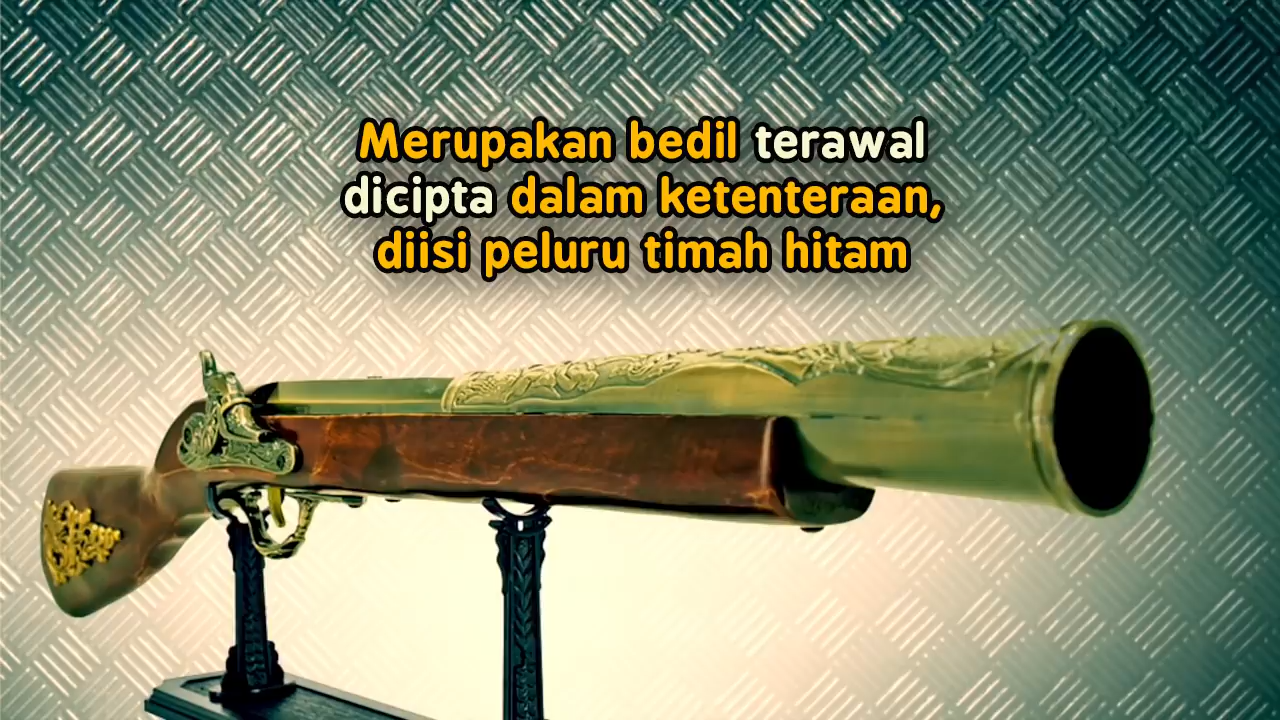 Merupakan bedil terawal
dicipta dalam ketenteraan,
diisi peluru timah hitam